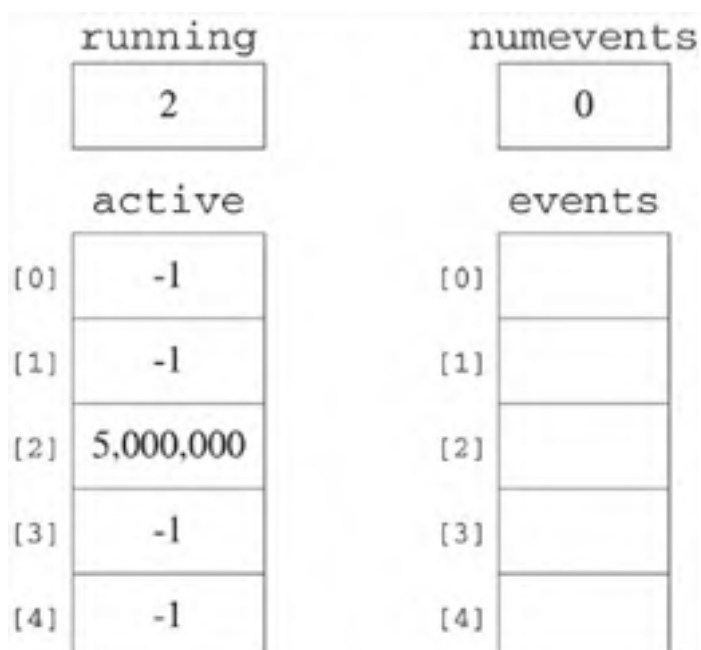 running numevents
2 0
active events
[0] -1 [0]
[1] -1 [1]
[2] 5,000,000 [2]
[3] -1 [3]
[4] -1 [4]